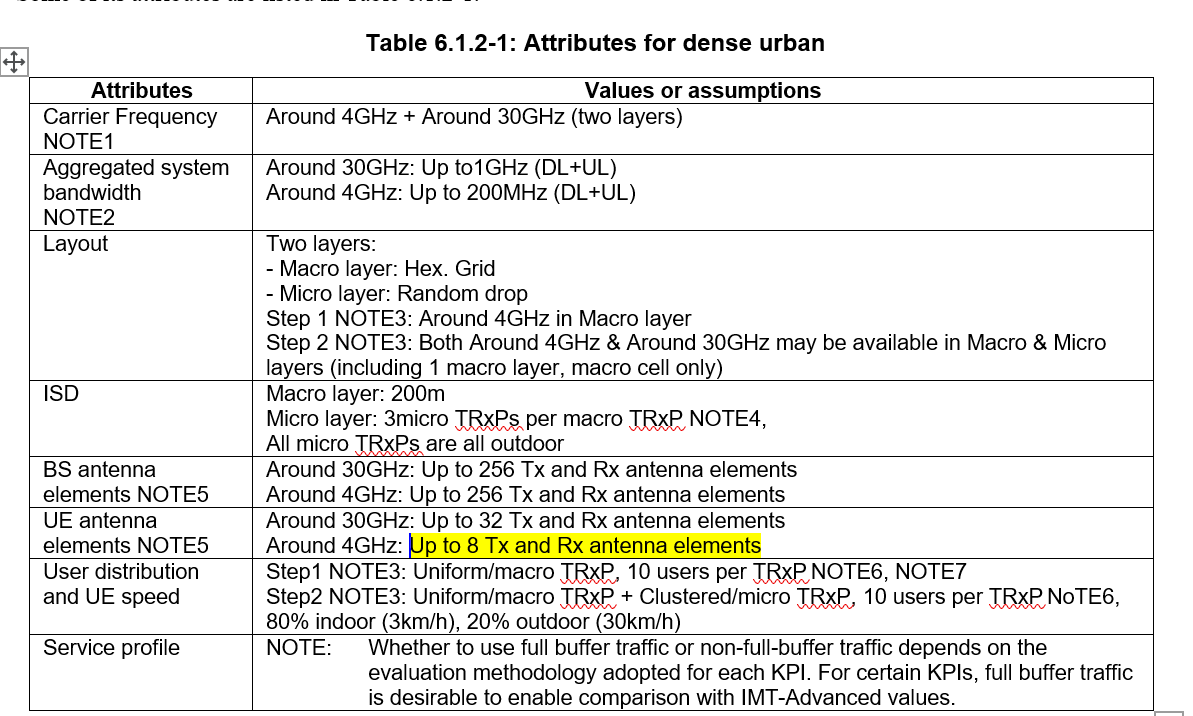 Table 6.1.2-1: Attributes for dense urban
Attributes
Values or assumptions
Carrier Frequency
NOTE1
Around 4GHz + Around 30GHz (two layers)
Aggregated system
bandwidth
NOTE2
Around 30GHz: Up to1GHz (DL+UL)
Around 4GHz: Up to 200MHz (DL+UL)
Layout
Two layers:
- Macro layer: Hex. Grid
- Micro layer: Random drop
Step 1 NOTE3: Around 4GHz in Macro layer
Step 2 NOTE3: Both Around 4GHz & Around 30GHz may be available in Macro & Micro
layers (including 1 macro layer, macro cell only)
ISD
Macro layer: 200m
Micro layer: 3micro TRxPs per macro TRxP NOTE4,
All micro TRxPs are all outdoor
BS antenna
elements NOTE5
Around 30GHz: Up to 256 Tx and Rx antenna elements
Around 4GHz: Up to 256 Tx and Rx antenna elements
UE antenna
elements NOTE5
Around 30GHz: Up to 32 Tx and Rx antenna elements
Around 4GHz: Up to 8 Tx and Rx antenna elements
User distribution
and UE speed
Step1 NOTE3: Uniform/macro TRxP, 10 users per TRxP NOTE6, NOTE7
Step2 NOTE3: Uniform/macro TRxP + Clustered/micro TRxP, 10 users per TRxP NoTE6,
80% indoor (3km/h), 20% outdoor (30km/h)
Service profile
NOTE: Whether to use full buffer traffic or non-full-buffer traffic depends on the
evaluation methodology adopted for each KPI. For certain KPIs, full buffer traffic
is desirable to enable comparison with IMT-Advanced values.